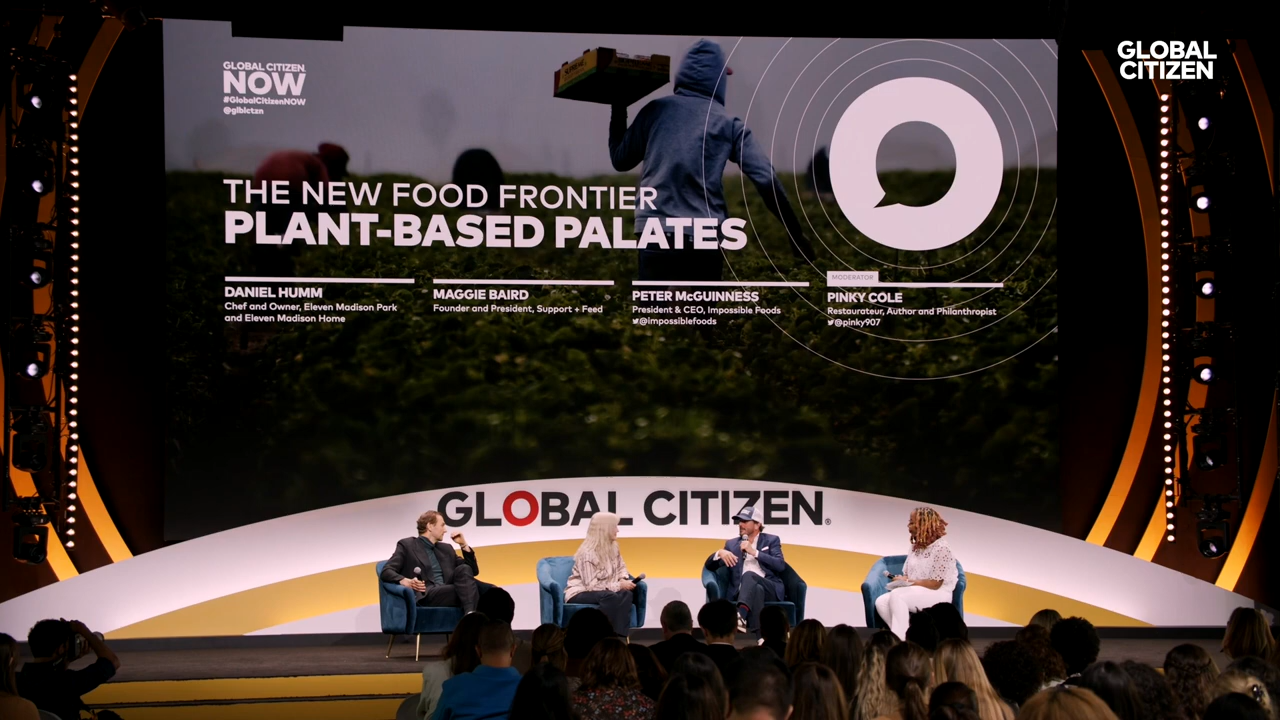 GLOBAL CITIZEN
NOW
#GlobalCitizenNOW
@glblctzn
GLOBAL
CITIZEN
THE NEW FOOD FRONTIER
PLANT-BASED PALATES
DANIEL HUMM
Chef and Owner, Eleven Madison Park
and Eleven Madison Home
MAGGIE BAIRD
Founder and President, Support + Feed
PETER McGUINNESS
President & CEO, Impossible Foods
@impossiblefoods
MODERATOR
PINKY COLE
Restaurateur, Author and Philanthropist
@pinky907
GLOBAL CITIZEN®